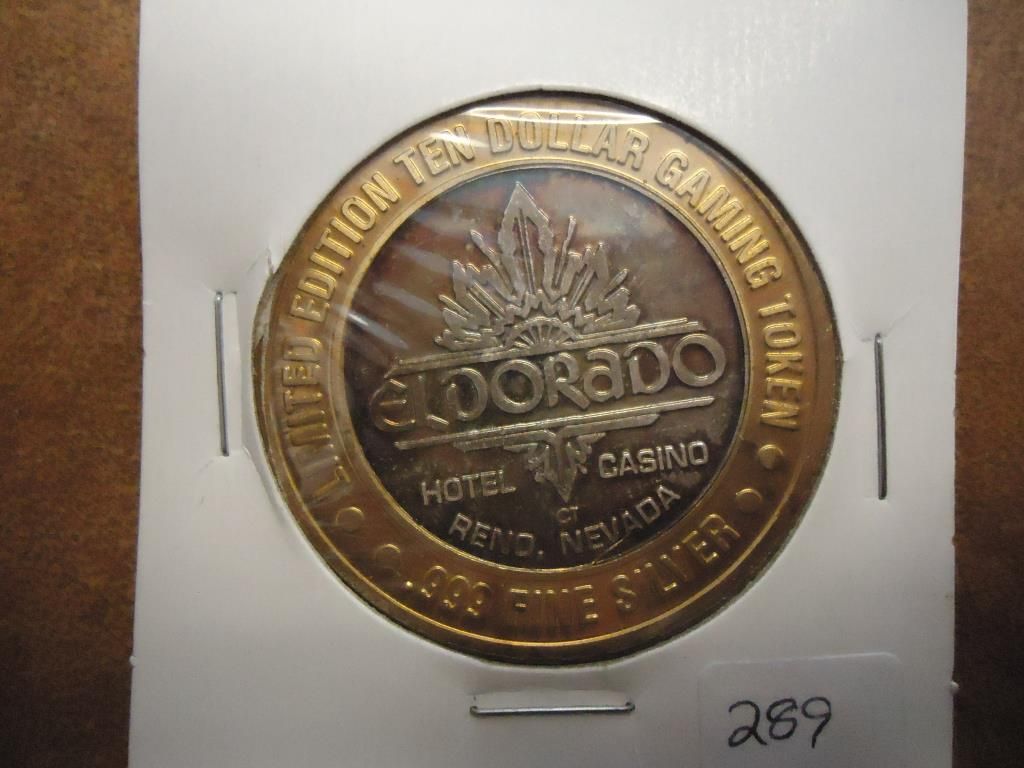 LIMITED EDITION TEN DOLLAR GAMING TOKEN
ELDORADO
HOTEL CASINO
CT
RENO, NEVADA
.999 FINE SILVER
289